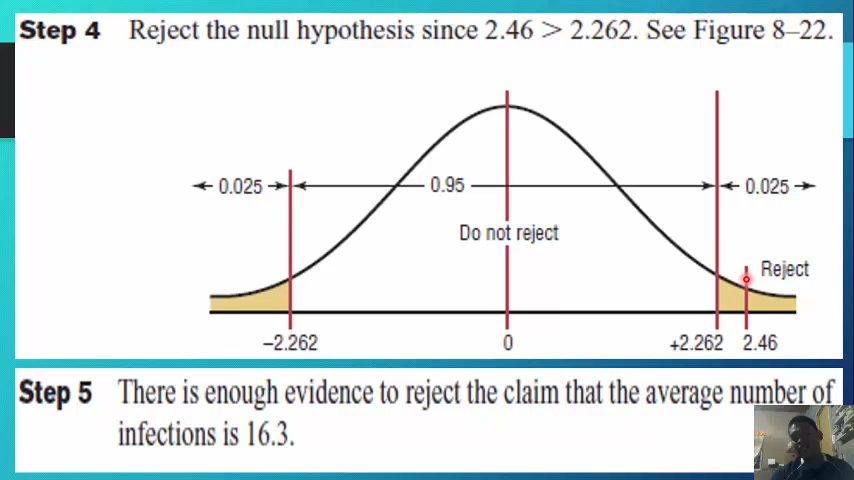 Step 4 Reject the null hypothesis since 2.46 > 2.262. See Figure 8–22.
0.025 0.95 0.025
Do not reject
Reject
−2.262 0 +2.262 2.46
Step 5 There is enough evidence to reject the claim that the average number of
infections is 16.3.